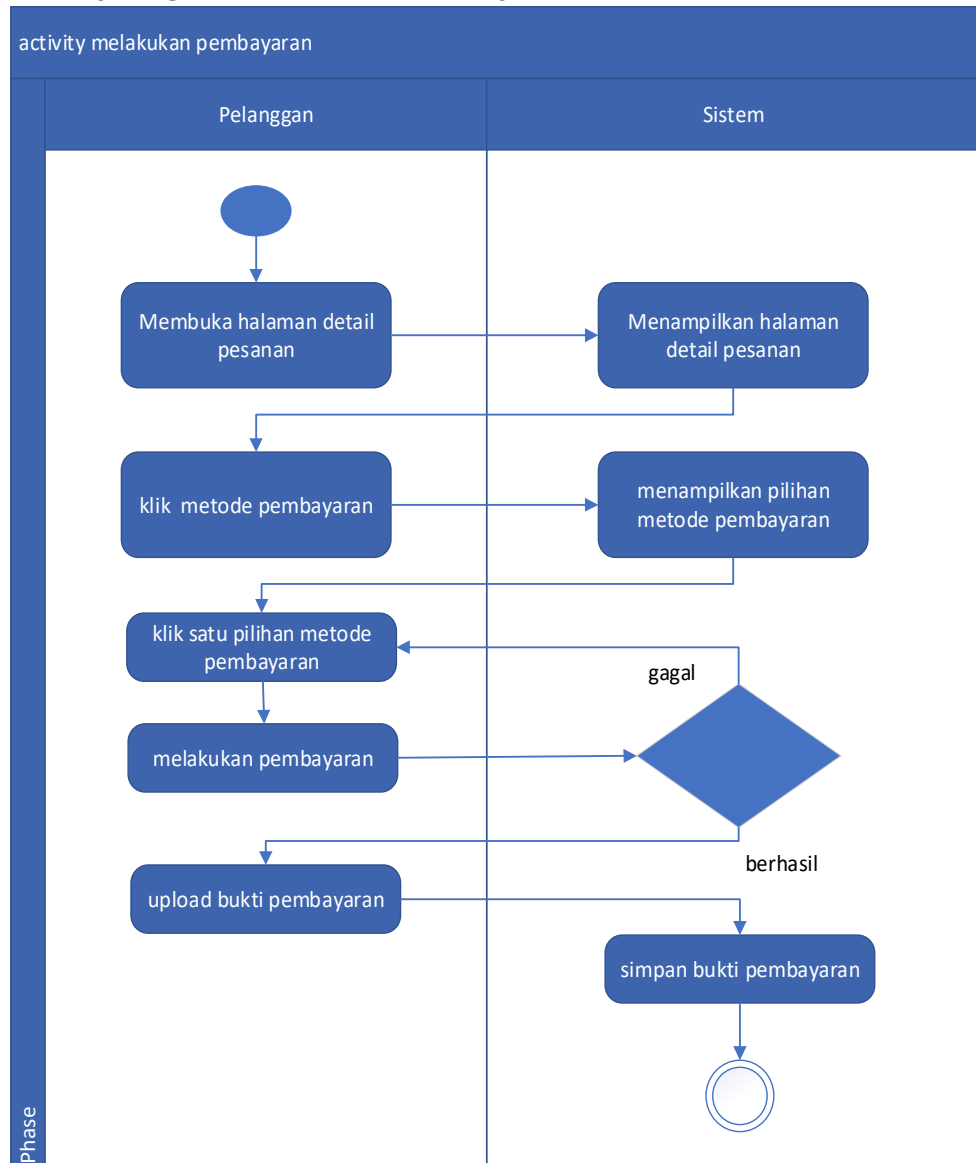 activity melakukan pembayaran
Pelanggan
Sistem
Membuka halaman detail
pesanan
Menampilkan halaman
detail pesanan
klik metode pembayaran
menampilkan pilihan
metode pembayaran
klik satu pilihan metode
pembayaran
gagal
melakukan pembayaran
berhasil
upload bukti pembayaran
simpan bukti pembayaran
Phase